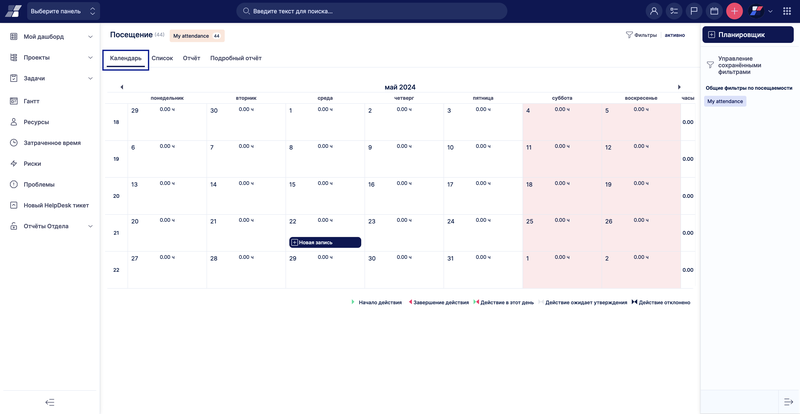 Выберите панель
Введите текст для поиска...
Мой дашборд
Проекты
Задачи
Гантт
Ресурсы
Затраченное время
Риски
Проблемы
Новый HelpDesk тикет
Отчёты Отдела
Посещение (44)
My attendance 44
Фильтры активно
Календарь Список Отчёт Подробный отчёт
май 2024
понедельник вторник среда четверг пятница суббота воскресенье часы
18 29 0.00 ч 30 0.00 ч 1 0.00 ч 2 0.00 ч 3 0.00 ч 4 0.00 ч 5 0.00 ч 0.00
19 6 0.00 ч 7 0.00 ч 8 0.00 ч 9 0.00 ч 10 0.00 ч 11 0.00 ч 12 0.00 ч 0.00
20 13 0.00 ч 14 0.00 ч 15 0.00 ч 16 0.00 ч 17 0.00 ч 18 0.00 ч 19 0.00 ч 0.00
21 20 0.00 ч 21 0.00 ч 22 0.00 ч 23 0.00 ч 24 0.00 ч 25 0.00 ч 26 0.00 ч 0.00
Новая запись
22 27 0.00 ч 28 0.00 ч 29 0.00 ч 30 0.00 ч 31 0.00 ч 1 0.00 ч 2 0.00 ч 0.00
Начало действия Завершение действия Действие в этот день Действие ожидает утверждения Действие отклонено
Планировщик
Управление
сохранёнными
фильтрами
Общие фильтры по посещаемости
My attendance